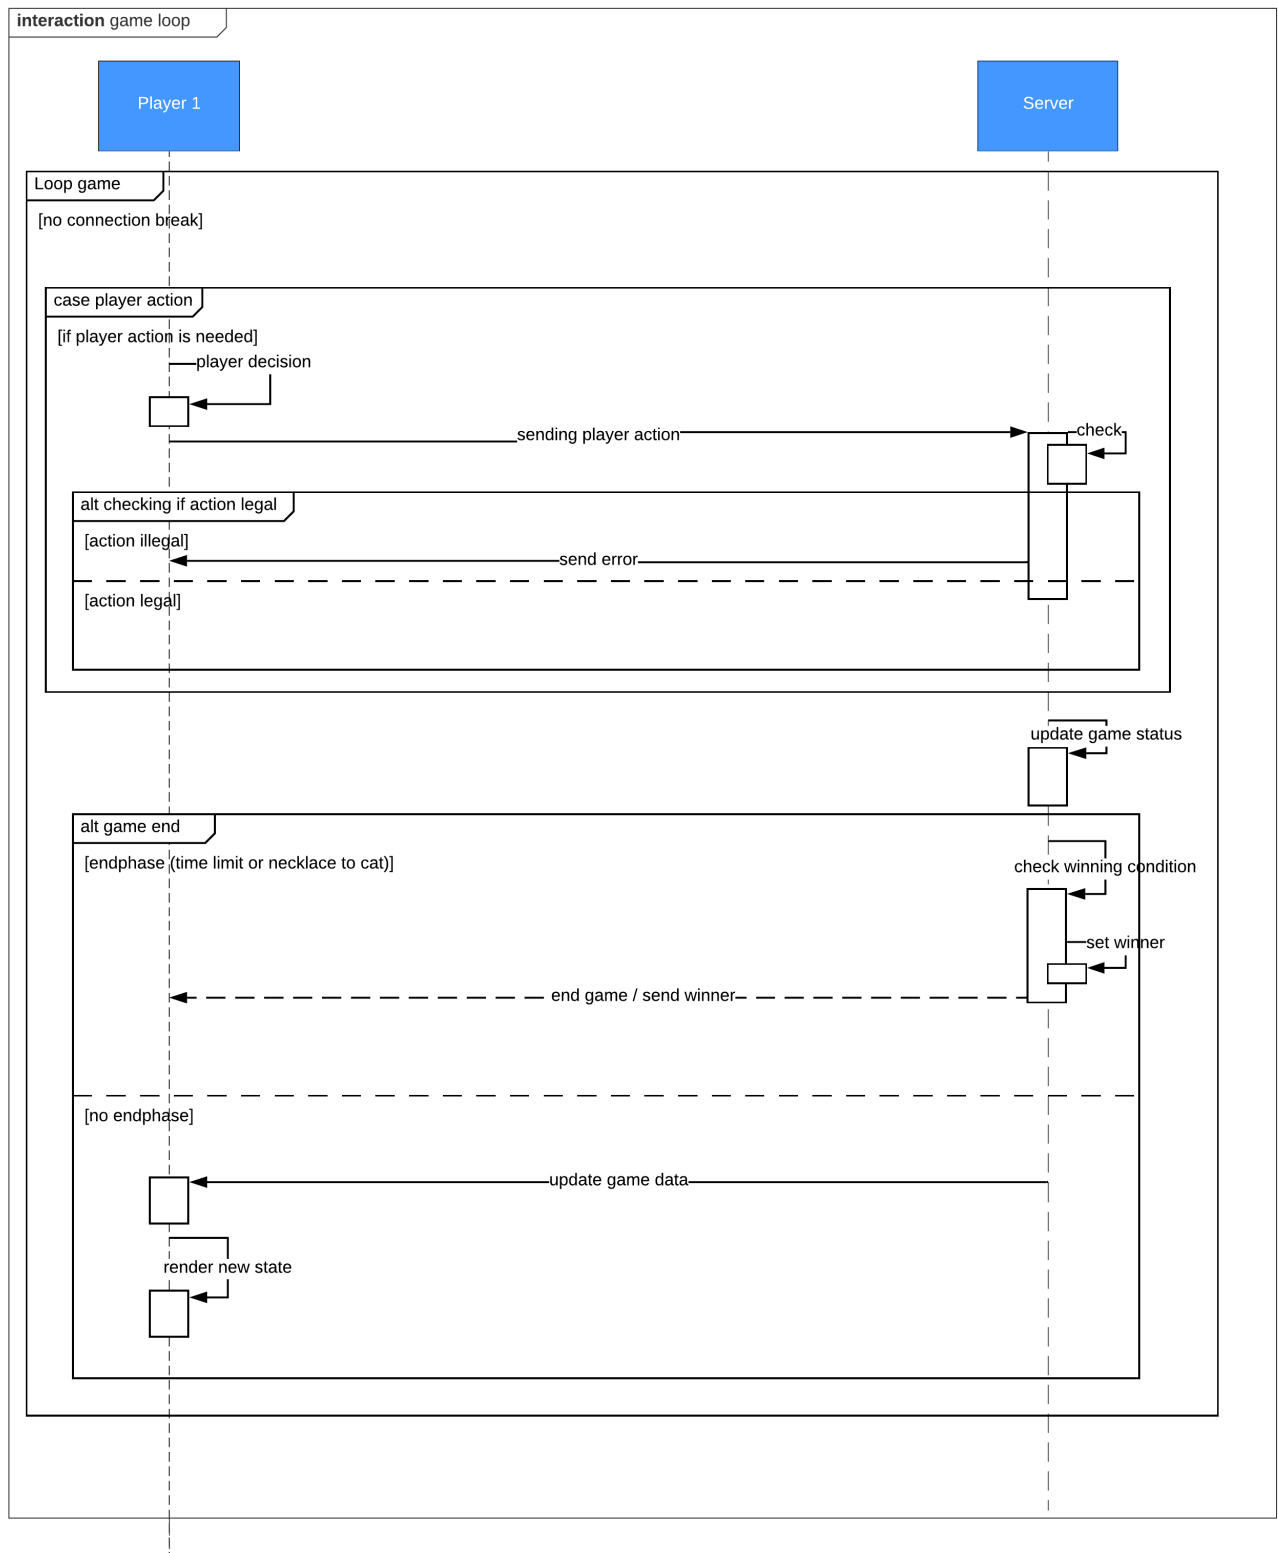 interaction game loop
Player 1
Server
Loop game
[no connection break]
case player action
[if player action is needed]
player decision
sending player action
check
alt checking if action legal
[action illegal]
send error
[action legal]
update game status
alt game end
[endphase (time limit or necklace to cat)]
check winning condition
set winner
end game / send winner
[no endphase]
update game data
render new state